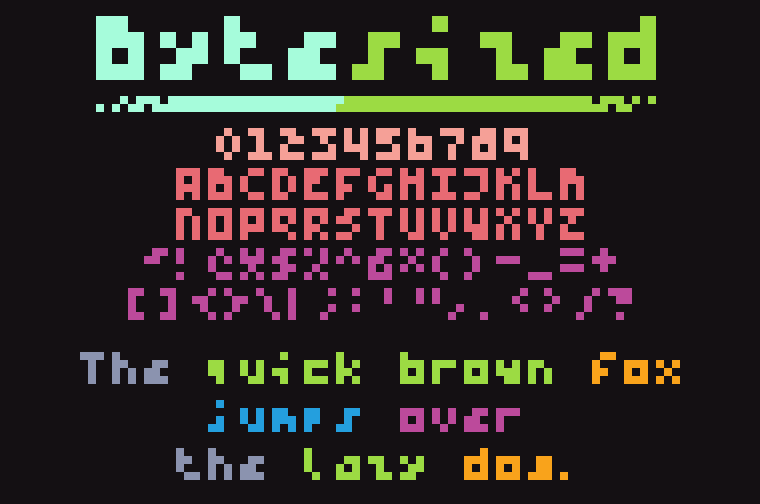 bytesized
0123456789
ABCDEFGHIJKLM
NOPQRSTUVWXYZ
~! @#$%^&*()-_=+
[]{}\| ;:'",. <> /?
The quick brown fox
jumps over
the lazy dog.